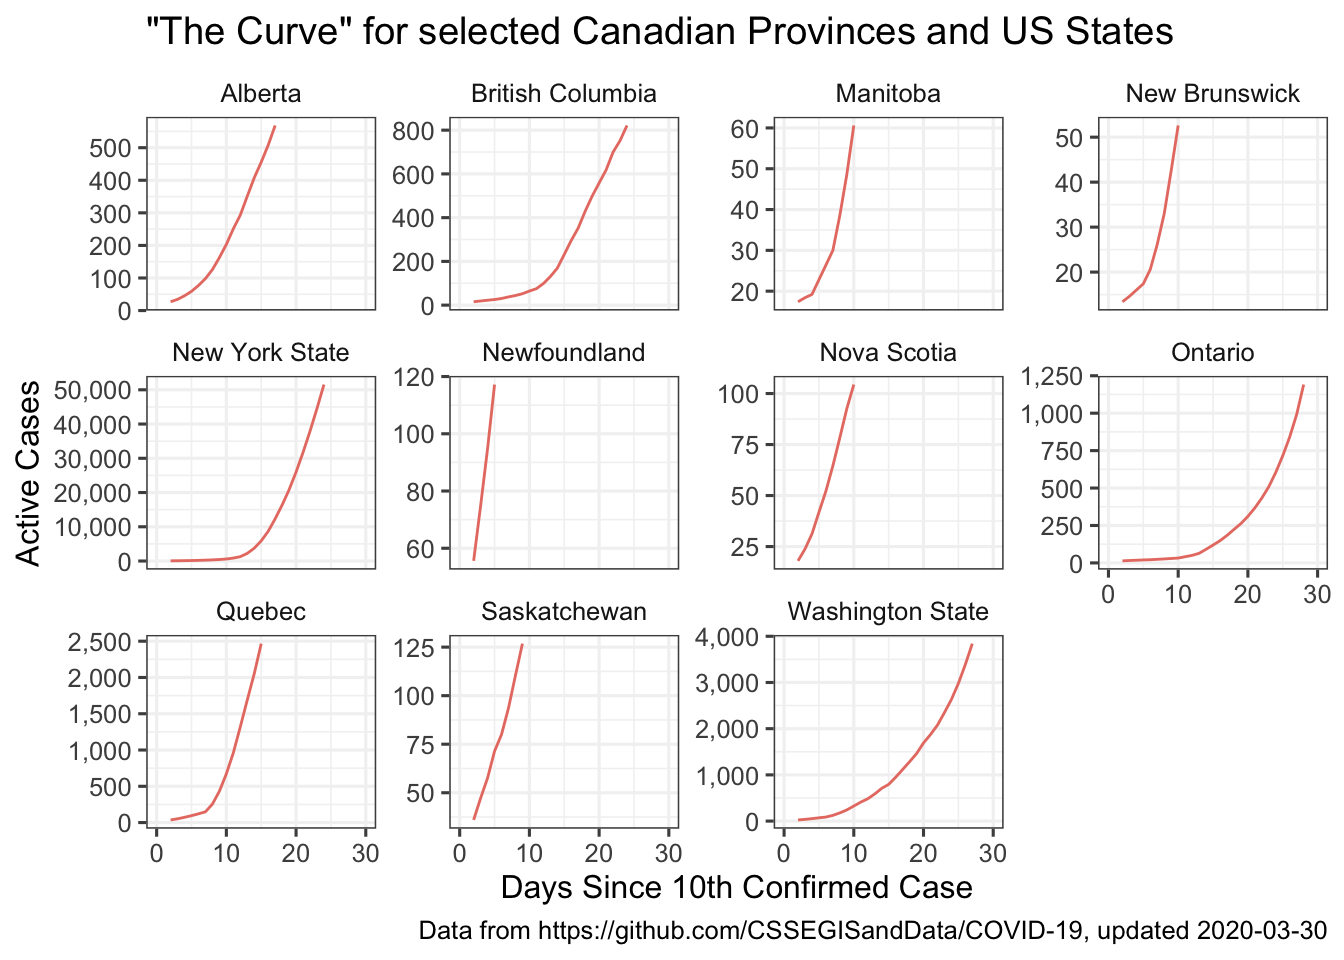 "The Curve" for selected Canadian Provinces and US States
Alberta
British Columbia
Manitoba
New Brunswick
500
400
300
200
100
0
800
600
400
200
0
60
50
40
30
20
50
40
30
20
New York State
Newfoundland
Nova Scotia
Ontario
50,000
40,000
30,000
20,000
10,000
0
120
100
80
60
100
75
50
25
1,250
1,000
750
500
250
0
0 10 20 30
Quebec
Saskatchewan
Washington State
2,500
2,000
1,500
1,000
500
0
125
100
75
50
4,000
3,000
2,000
1,000
0
0 10 20 30
0 10 20 30
0 10 20 30
Active Cases
Days Since 10th Confirmed Case
Data from https://github.com/CSSEGISandData/COVID-19, updated 2020-03-30